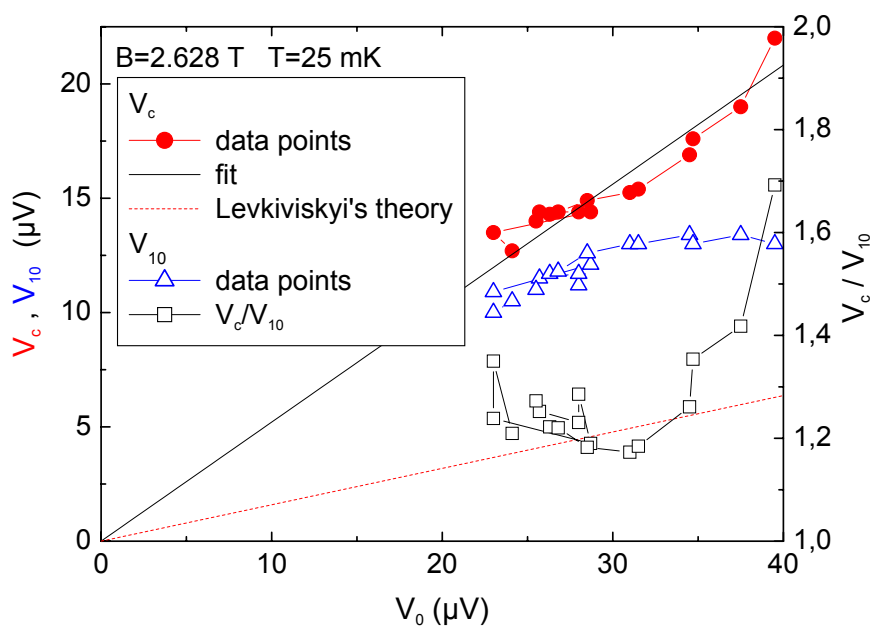 B=2.628 T T=25 mK
V_c
data points
fit
Levkiviskyi's theory
V_10
data points
V_c/V_10
V_c , V_10 (µV)
20
15
10
5
0
0
10
20
30
40
V_0 (µV)
2,0
1,8
1,6
1,4
1,2
1,0
V_c / V_10